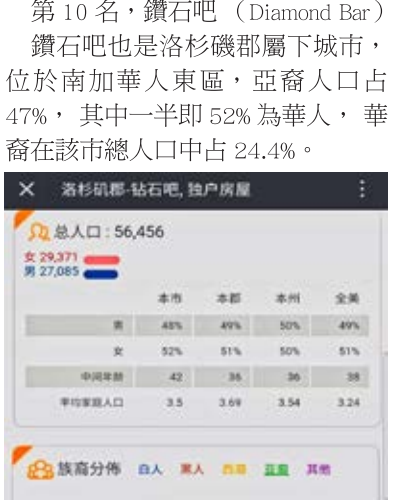 第 10 名，鑽石吧 （Diamond Bar）
鑽石吧也是洛杉磯郡屬下城市，
位於南加華人東區，亞裔人口占
47%， 其中一半即 52% 為華人， 華
裔在該市總人口中占 24.4%。
× 洛杉矶郡-钻石吧, 独户房屋
总人口 : 56,456
女 29,371
男 27,085
本市 本郡 本州 全美
男 48% 49% 50% 49%
女 52% 51% 50% 51%
中间年龄 42 36 36 38
平均家庭人口 3.5 3.69 3.54 3.24
族裔分佈 白人 黑人 西裔 亚裔 其他